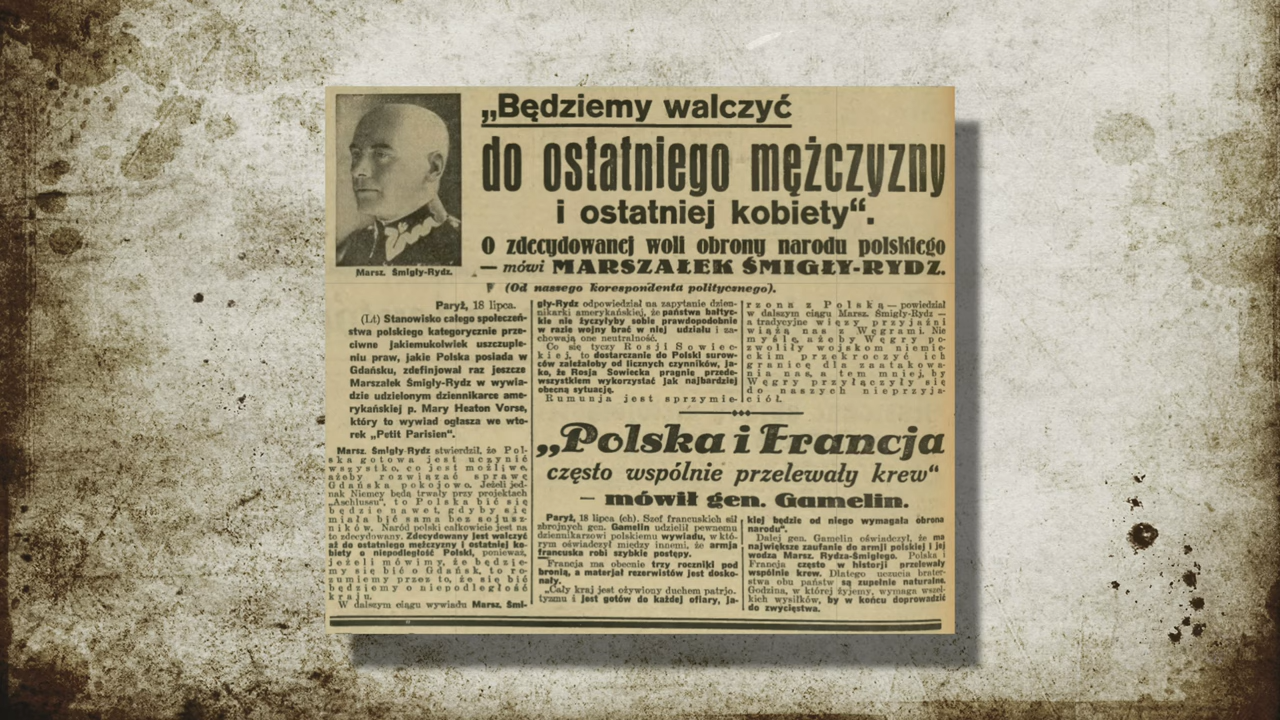 „Będziemy walczyć
do ostatniego mężczyzny
i ostatniej kobiety“.
O zdecydowanej woli obrony narodu polskiego
— mówi MARSZAŁEK ŚMIGŁY-RYDZ.
Marsz. Śmigły-Rydz.
(Od naszego korespondenta politycznego).
Paryż, 18 lipca.
(Lt) Stanowisko całego społeczeń-
stwa polskiego kategorycznie prze-
ciwne jakiemukolwiek uszczuple-
niu praw, jakie Polska posiada w
Gdańsku, zdefinjował raz jeszcze
Marszałek Śmigły-Rydz w wywia-
dzie udzielonym dziennikarce ame-
rykańskiej p. Mary Heaton Vorse,
który to wywiad ogłasza we wto-
rek „Petit Parisien“.
Marsz. Śmigły-Rydz stwierdził, że Pol-
ska gotowa jest uczynić
wszystko, co jest możliwe,
ażeby rozwiązać sprawę
Gdańska pokojowo. Jeżeli jed-
nak Niemcy będą trwały przy projektach
„Aschlussu“, to Polska bić się
będzie nawet, gdyby się
miała bić sama bez sojusz-
ników. Naród polski całkowicie jest na
to zdecydowany. Zdecydowany jest walczyć
aż do ostatniego mężczyzny i ostatniej ko-
biety o niepodległość Polski, ponieważ,
jeżeli mówimy, że będzie-
my się bić o Gdańsk, to ro-
zumiemy przez to, że się bić
będziemy o niepodległość
kraju.
W dalszym ciągu wywiadu Marsz. Śmi-
gły-Rydz odpowiedział na zapytanie dzien-
nikarki amerykańskiej, że państwa bałtyc-
kie nie życzyłyby sobie prawdopodobnie
w razie wojny brać w niej udziału i za-
chowają one neutralność.
Co się tyczy Rosji Sowiec-
kiej, to dostarczanie do Polski surow-
ców zależałoby od licznych czynników, ja-
ko, że Rosja Sowiecka pragnie przede-
wszystkiem wykorzystać jak najbardziej
obecną sytuację.
Rumunja jest sprzymie-
rzona z Polską — powiedział
w dalszym ciągu Marsz. Śmigły-Rydz —
a tradycyjne więzy przyjaźni
wiążą nas z Węgrami. Nie
myślę, ażeby Węgry po-
zwoliły wojskom niemie-
ckim przekroczyć ich
granicę dla zaatakowa-
nia nas, a tem mniej, by
Węgry przyłączyły się
do naszych nieprzyja-
ciół.
„Polska i Francja
często wspólnie przelewały krew“
— mówił gen. Gamelin.
Paryż, 18 lipca (ch). Szef francuskich sił
zbrojnych gen. Gamelin udzielił pewnemu
dziennikarzowi polskiemu wywiadu, w któ-
rym oświadczył między innemi, że armja
francuska robi szybkie postępy.
Francja ma obecnie trzy roczniki pod
bronią, a materjał rezerwistów jest dosko-
nały.
„Cały kraj jest ożywiony duchem patrjo-
tyzmu i jest gotów do każdej ofiary, ja-
kiej będzie od niego wymagała obrona
narodu“.
Dalej gen. Gamelin oświadczył, że ma
największe zaufanie do armji polskiej i jej
wodza Marsz. Rydza-Śmigłego. Polska i
Francja często w historji przelewały
wspólnie krew. Dlatego uczucia brater-
stwa obu państw są zupełnie naturalne.
Godzina, w której żyjemy, wymaga wszel-
kich wysiłków, by w końcu doprowadzić
do zwycięstwa.